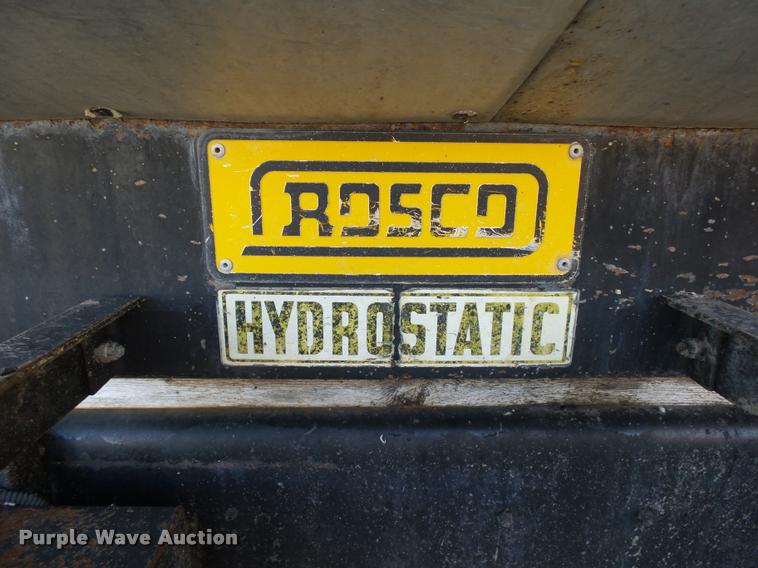 ROSCO
HYDROSTATIC
Purple Wave Auction